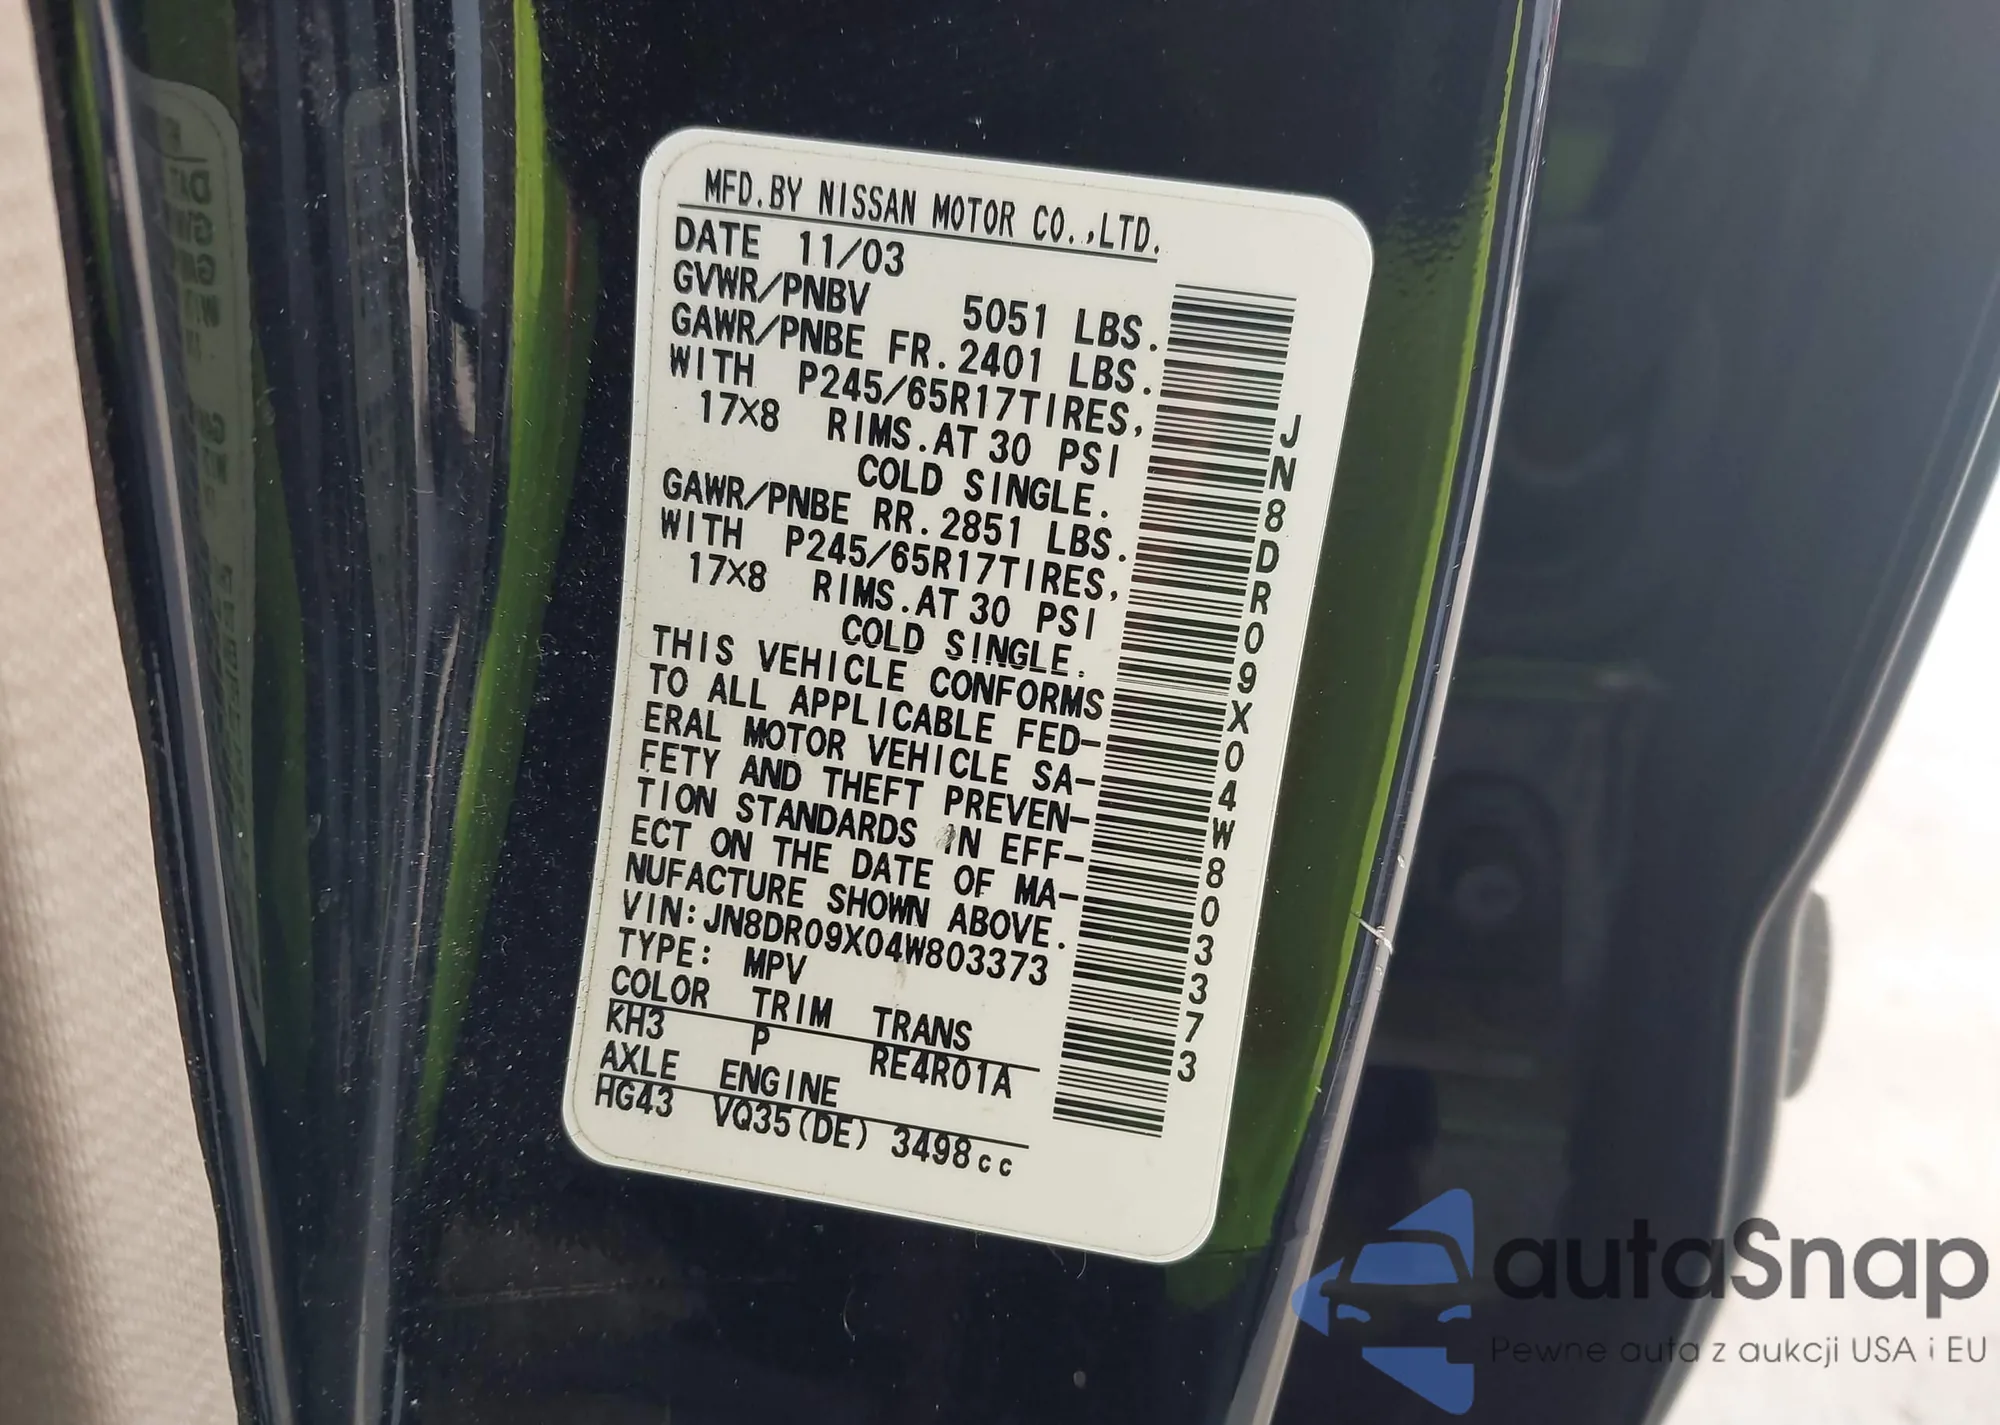 MFD.BY NISSAN MOTOR CO.,LTD.
DATE 11/03
GVWR/PNBV 5051 LBS.
GAWR/PNBE FR.2401 LBS.
WITH P245/65R17TIRES,
17X8 RIMS.AT 30 PSI
COLD SINGLE.
GAWR/PNBE RR.2851 LBS.
WITH P245/65R17TIRES,
17X8 RIMS.AT 30 PSI
COLD SINGLE.
THIS VEHICLE CONFORMS
TO ALL APPLICABLE FED-
ERAL MOTOR VEHICLE SA-
FETY AND THEFT PREVEN-
TION STANDARDS IN EFF-
ECT ON THE DATE OF MA-
NUFACTURE SHOWN ABOVE.
VIN:JN8DR09X04W803373
TYPE: MPV
COLOR TRIM TRANS
KH3 P RE4R01A
AXLE ENGINE
HG43 VQ35(DE) 3498cc
JN8DR09X04W803373
autaSnap
Pewne auta z aukcji USA i EU